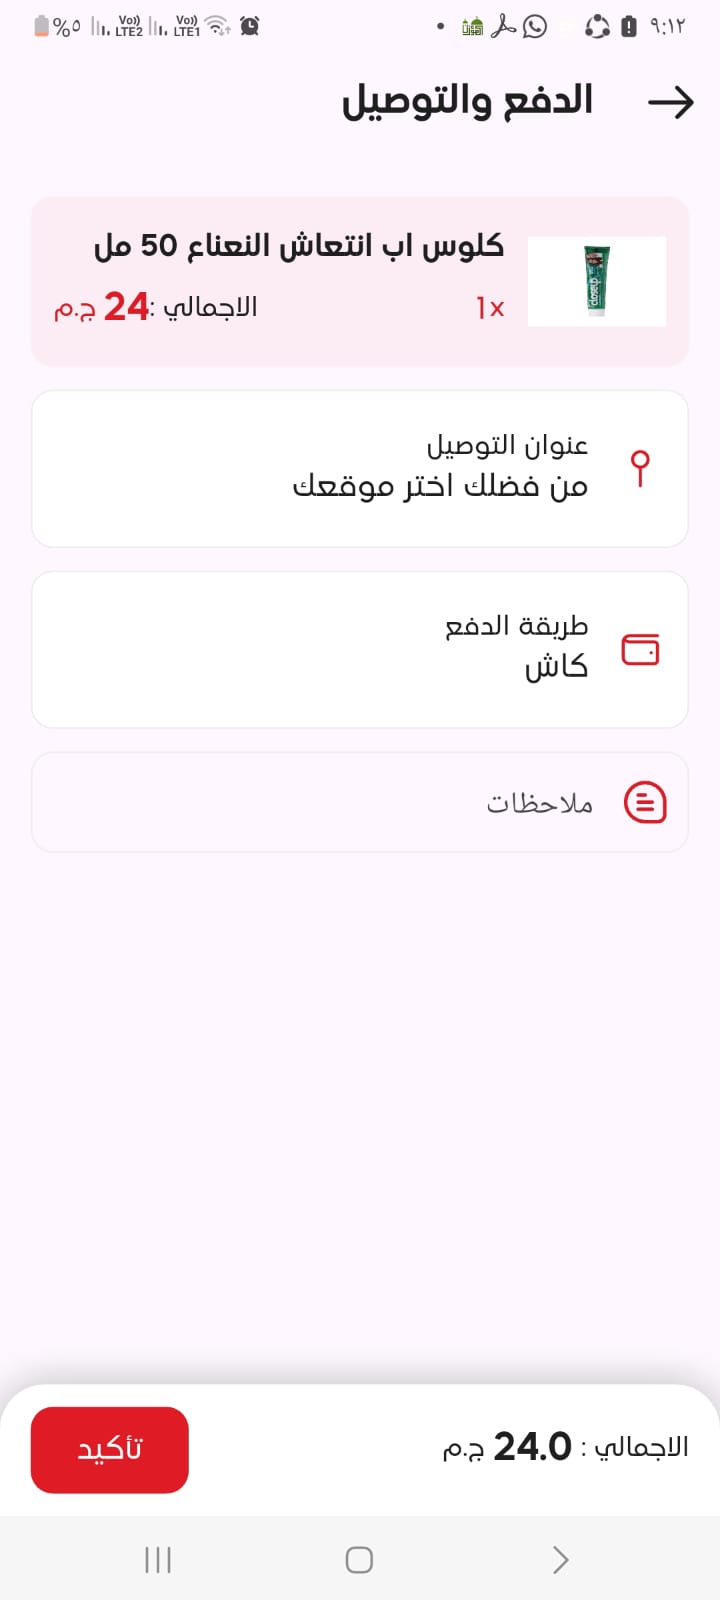 ٩:١٢
%٥
Vo)) LTE2
Vo)) LTE1
الدفع والتوصيل
كلوس اب انتعاش النعناع 50 مل
1x
الاجمالي :24 ج.م
closeup
عنوان التوصيل
من فضلك اختر موقعك
طريقة الدفع
كاش
ملاحظات
الاجمالي : 24.0 ج.م
تأكيد